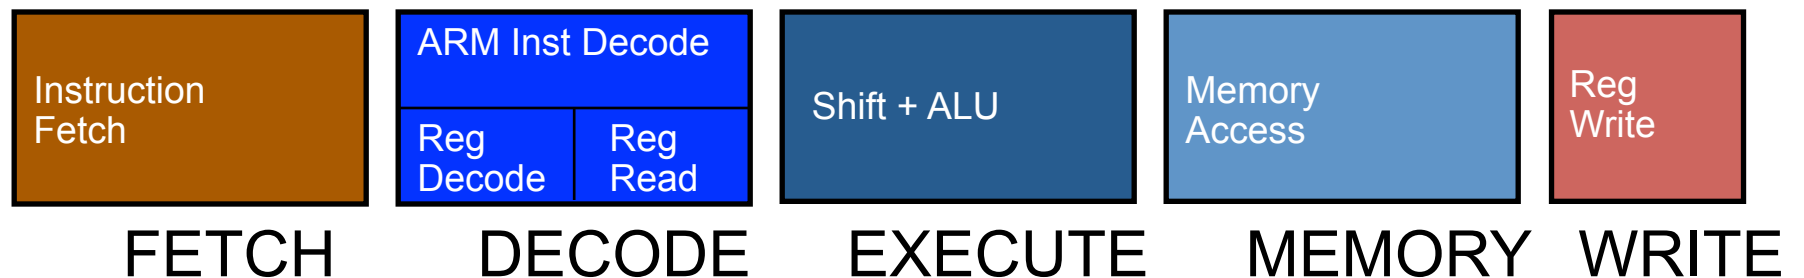 Instruction
Fetch
ARM Inst Decode
Reg
Decode
Reg
Read
Shift + ALU
Memory
Access
Reg
Write
FETCH
DECODE
EXECUTE
MEMORY
WRITE